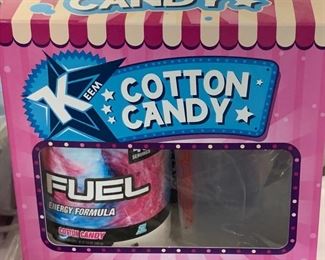 CANDY
KEEM
COTTON
CANDY
FUEL
ENERGY FORMULA
COTTON CANDY